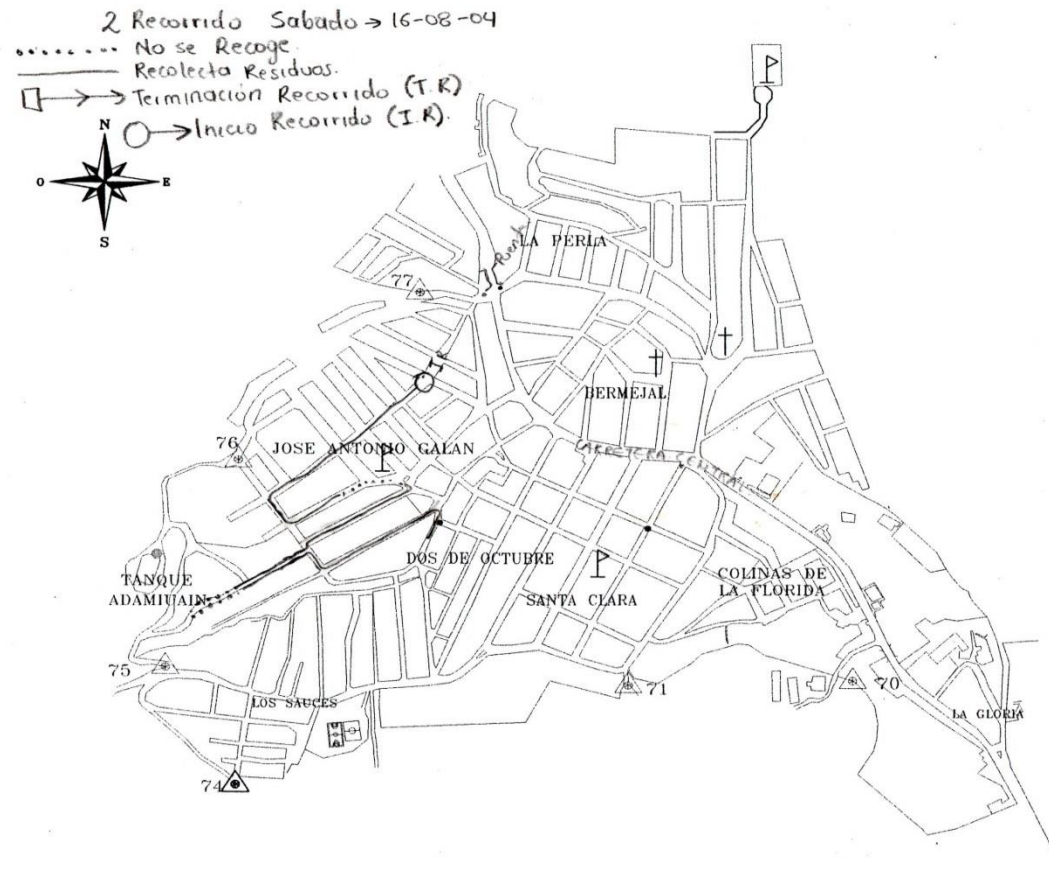 2 Recorrido Sabado → 16-08-04
No se Recoge.
Recolecta Residuos.
Terminación Recorrido (T.R)
Inicio Recorrido (I.R).
N
O
E
S
LA PERLA
Puente
77
I.R
BERMEJAL
76
JOSE ANTONIO GALAN
CARRETERA CENTRAL
DOS DE OCTUBRE
TANQUE
ADAMIUAIN
SANTA CLARA
COLINAS DE
LA FLORIDA
75
71
70
LOS SAUCES
LA GLORIA
74